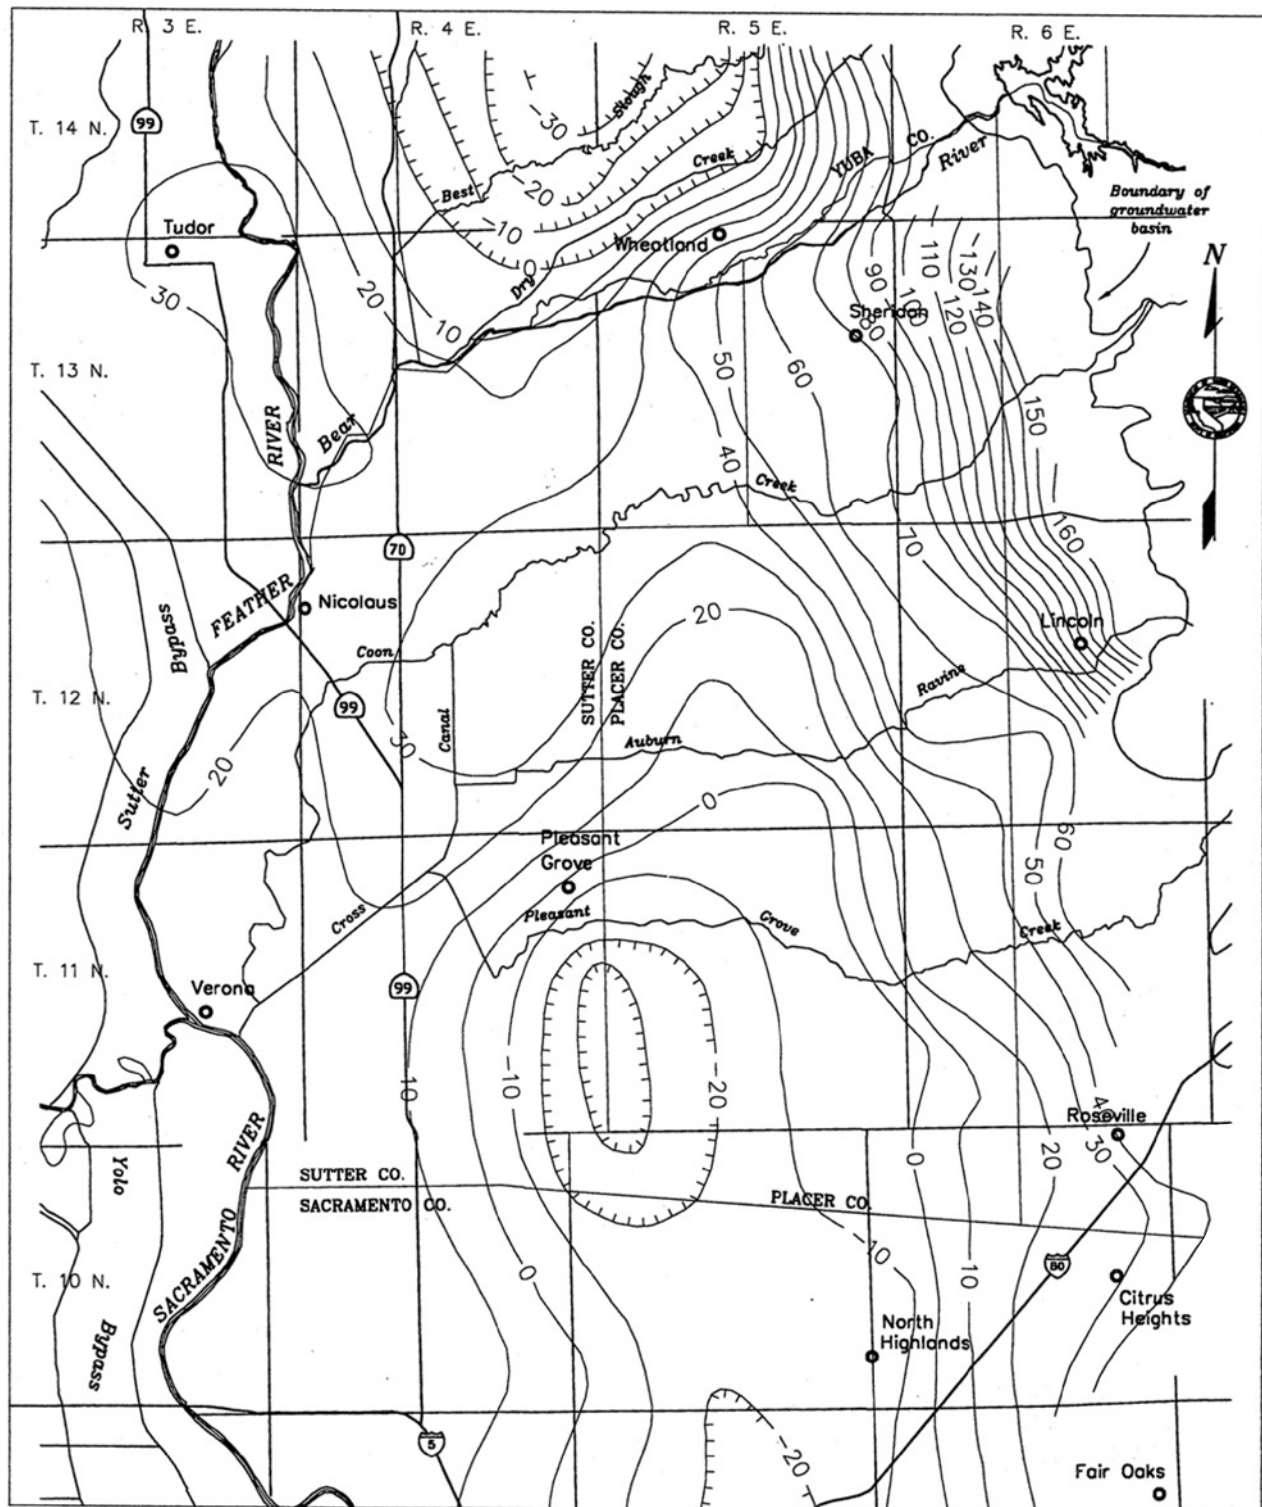 R. 3 E.
R. 4 E.
R. 5 E.
R. 6 E.
T. 14 N.
99
-30
Slough
Creek
YUBA CO.
River
Boundary of
groundwater
basin
Best
-20
-10
0
Tudor
Wheatland
N
Dry
30
20
10
90
100
110
120
130
140
Sheridan
80
T. 13 N.
50
60
150
RIVER
Bear
40
Creek
70
70
160
FEATHER
Nicolaus
Bypass
Coon
SUTTER CO.
PLACER CO.
20
Lincoln
Ravine
T. 12 N.
99
Canal
30
Auburn
20
Sutter
0
Pleasant
Grove
60
50
Cross
Pleasant
Grove
Creek
T. 11 N.
Verona
99
10
-10
-20
40
Roseville
30
RIVER
0
20
Yolo
SUTTER CO.
SACRAMENTO CO.
PLACER CO.
SACRAMENTO
-10
T. 10 N.
0
10
80
Citrus
Heights
North
Highlands
Bypass
5
-20
Fair Oaks